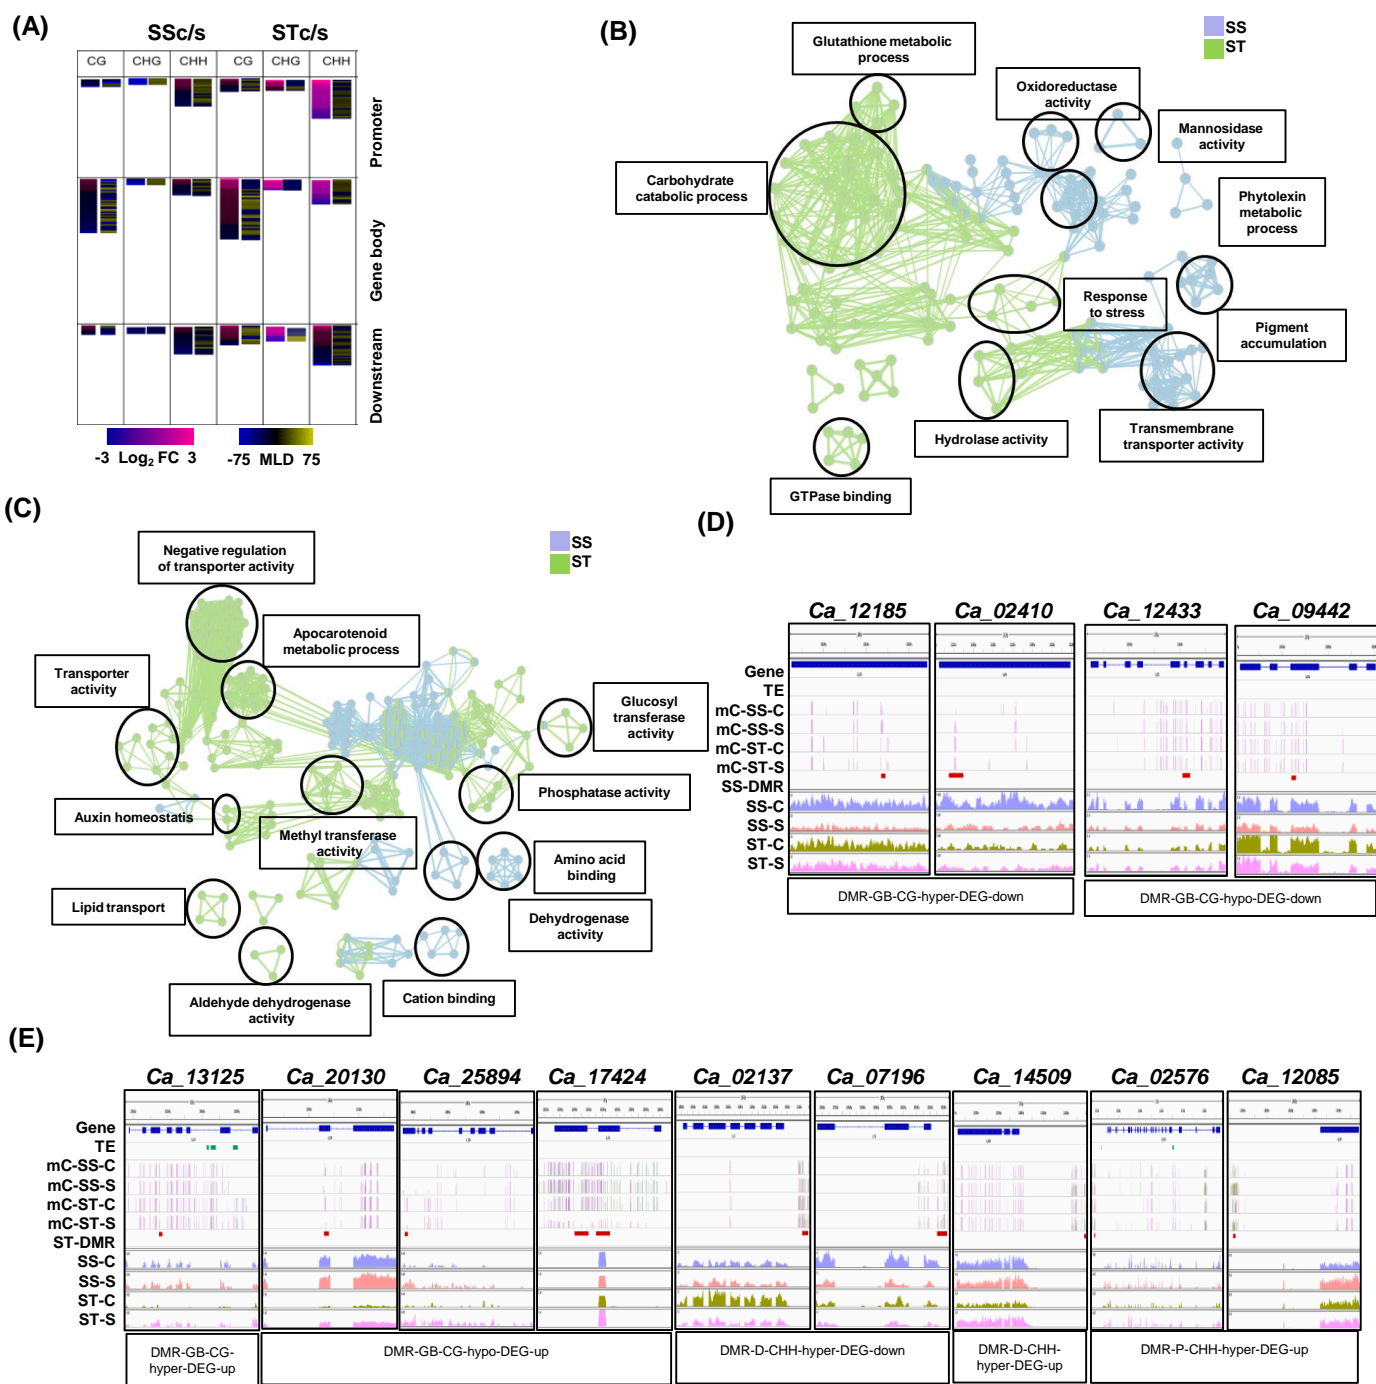 (A)
SSc/s STc/s
CG CHG CHH CG CHG CHH
Promoter
Gene body
Downstream
-3 Log₂ FC 3
-75 MLD 75
(B)
SS
ST
Glutathione metabolic
process
Oxidoreductase
activity
Mannosidase
activity
Carbohydrate
catabolic process
Phytolexin
metabolic
process
Response
to stress
Pigment
accumulation
Hydrolase activity
Transmembrane
transporter activity
GTPase binding
(C)
SS
ST
Negative regulation
of transporter activity
Apocarotenoid
metabolic process
Transporter
activity
Glucosyl
transferase
activity
Phosphatase activity
Auxin homeostatis
Methyl transferase
activity
Amino acid
binding
Lipid transport
Dehydrogenase
activity
Cation binding
Aldehyde dehydrogenase
activity
(D)
Ca_12185 Ca_02410 Ca_12433 Ca_09442
Gene
TE
mC-SS-C
mC-SS-S
mC-ST-C
mC-ST-S
SS-DMR
SS-C
SS-S
ST-C
ST-S
DMR-GB-CG-hyper-DEG-down
DMR-GB-CG-hypo-DEG-down
(E)
Ca_13125 Ca_20130 Ca_25894 Ca_17424 Ca_02137 Ca_07196 Ca_14509 Ca_02576 Ca_12085
Gene
TE
mC-SS-C
mC-SS-S
mC-ST-C
mC-ST-S
ST-DMR
SS-C
SS-S
ST-C
ST-S
DMR-GB-CG-
hyper-DEG-up
DMR-GB-CG-hypo-DEG-up
DMR-D-CHH-hyper-DEG-down
DMR-D-CHH-
hyper-DEG-up
DMR-P-CHH-hyper-DEG-up